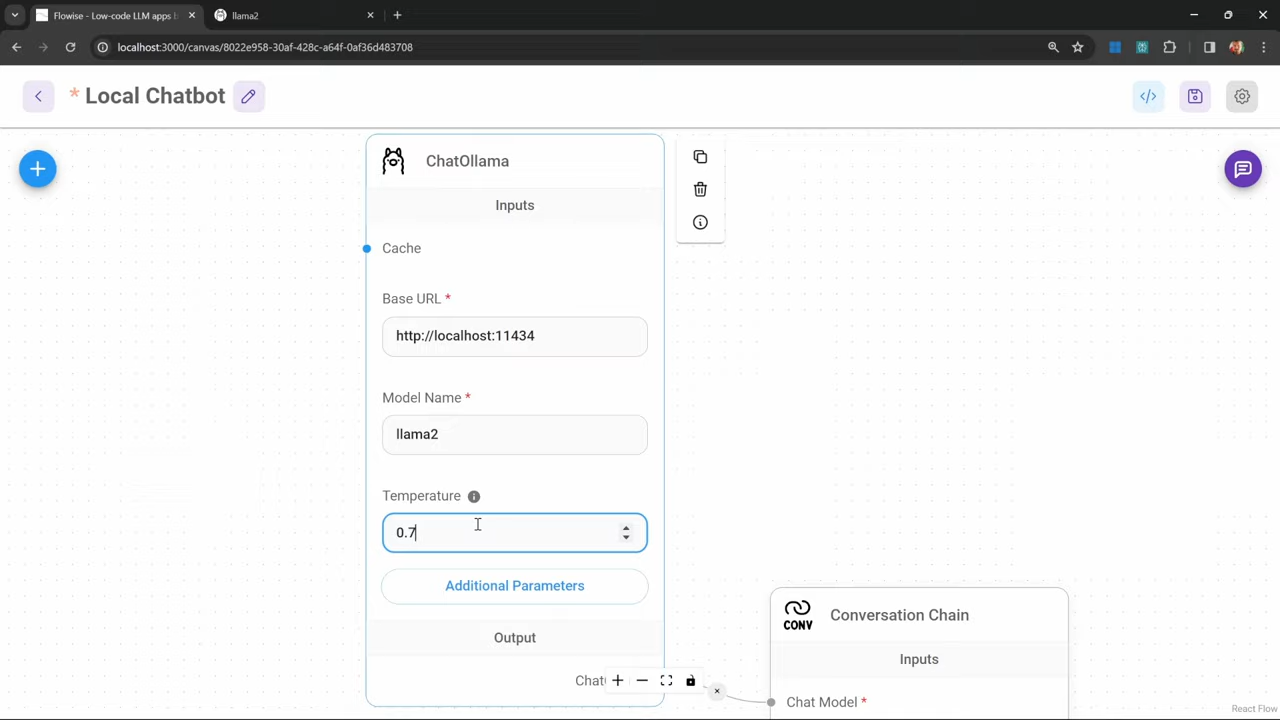 Flowise - Low-code LLM apps b
llama2
localhost:3000/canvas/8022e958-30af-428c-a64f-0af36d483708
* Local Chatbot
ChatOllama
Inputs
Cache
Base URL *
http://localhost:11434
Model Name *
llama2
Temperature
0.7
Additional Parameters
Output
Chat
CONV
Conversation Chain
Inputs
Chat Model *
React Flow